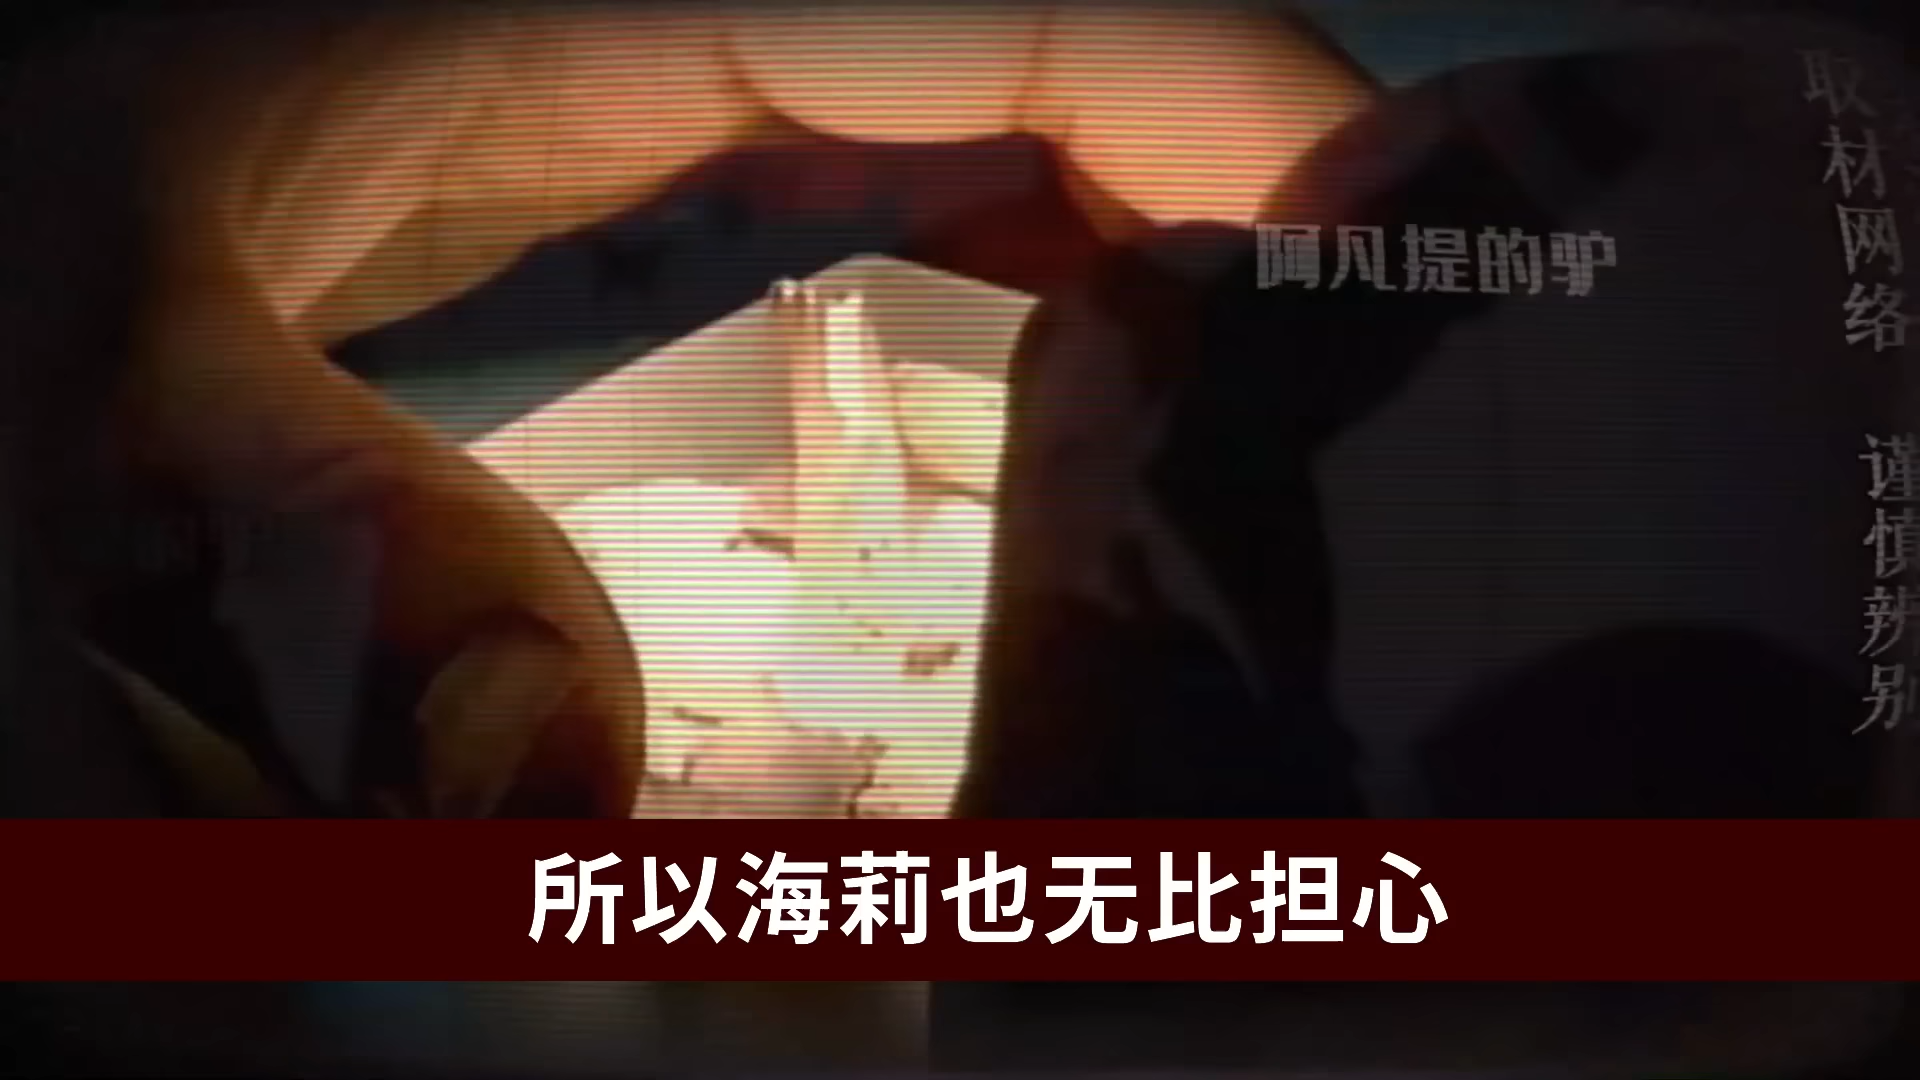 阿凡提的驴
取材网络 谨慎辨别
所以海莉也无比担心